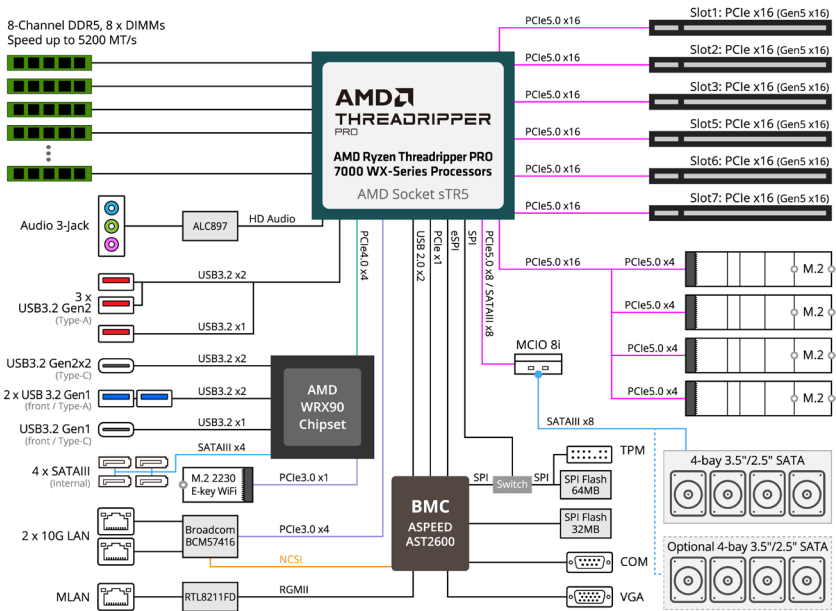 8-Channel DDR5, 8 x DIMMs
Speed up to 5200 MT/s
AMD
THREADRIPPER
PRO
AMD Ryzen Threadripper PRO
7000 WX-Series Processors
AMD Socket sTR5
PCIe5.0 x16
Slot1: PCIe x16 (Gen5 x16)
PCIe5.0 x16
Slot2: PCIe x16 (Gen5 x16)
PCIe5.0 x16
Slot3: PCIe x16 (Gen5 x16)
PCIe5.0 x16
Slot5: PCIe x16 (Gen5 x16)
PCIe5.0 x16
Slot6: PCIe x16 (Gen5 x16)
PCIe5.0 x16
Slot7: PCIe x16 (Gen5 x16)
Audio 3-Jack
ALC897
HD Audio
PCIe4.0 x4
USB 2.0 x2
PCIe x1
eSPI
SPI
PCIe5.0 x8 / SATAIII x8
PCIe5.0 x16
PCIe5.0 x4
M.2
PCIe5.0 x4
M.2
PCIe5.0 x4
M.2
PCIe5.0 x4
M.2
3 x
USB3.2 Gen2
(Type-A)
USB3.2 x2
USB3.2 x1
USB3.2 Gen2x2
(Type-C)
USB3.2 x2
2 x USB 3.2 Gen1
(front / Type-A)
USB3.2 x2
USB3.2 Gen1
(front / Type-C)
USB3.2 x1
AMD
WRX90
Chipset
MCIO 8i
SATAIII x8
4 x SATAIII
(Internal)
SATAIII x4
M.2 2230
E-key WiFi
PCIe3.0 x1
2 x 10G LAN
Broadcom
BCM57416
PCIe3.0 x4
NCSI
MLAN
RTL8211FD
RGMII
BMC
ASPEED
AST2600
SPI
Switch
SPI
TPM
SPI Flash
64MB
SPI Flash
32MB
COM
VGA
4-bay 3.5"/2.5" SATA
Optional 4-bay 3.5"/2.5" SATA